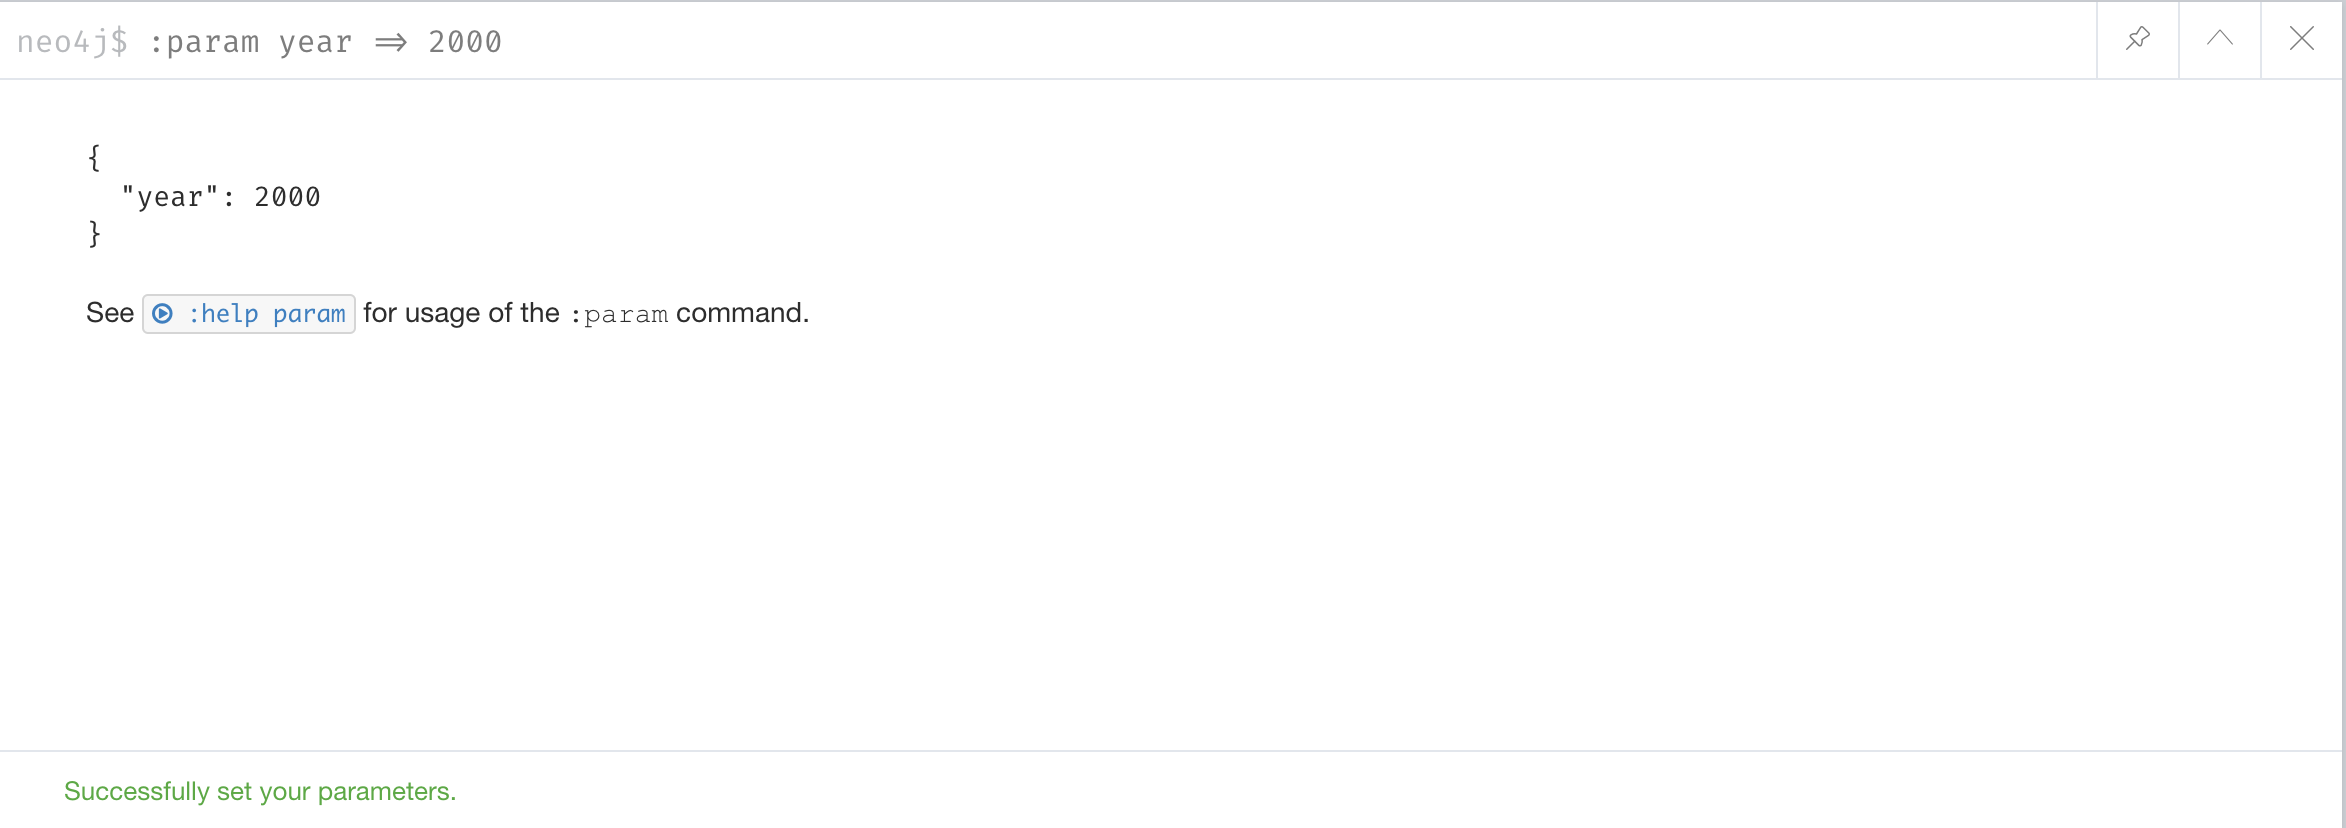 neo4j$ :param year => 2000
{
  "year": 2000
}
See :help param for usage of the :param command.
Successfully set your parameters.